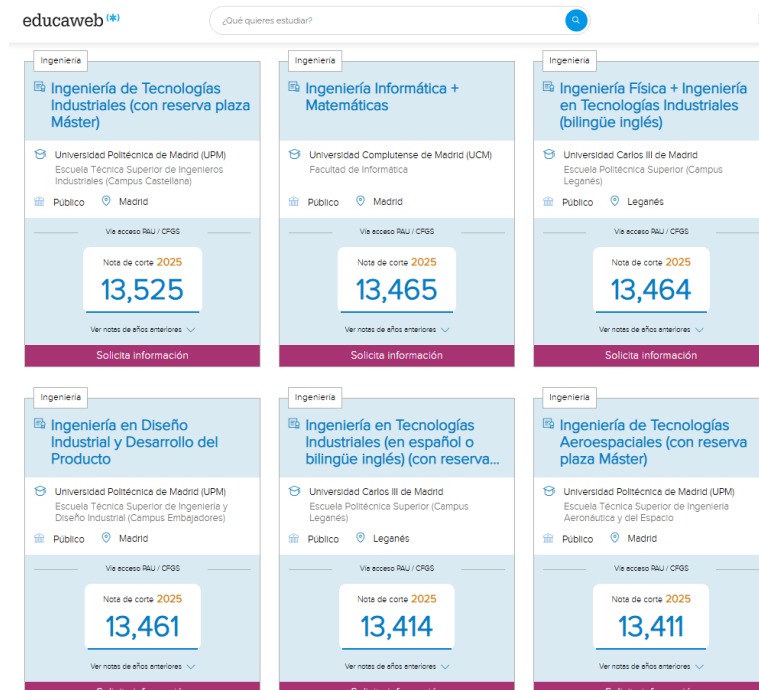 educaweb (*)
¿Qué quieres estudiar?
Ingeniería
Ingeniería de Tecnologías
Industriales (con reserva plaza
Máster)
Universidad Politécnica de Madrid (UPM)
Escuela Técnica Superior de Ingenieros
Industriales (Campus Castellana)
Público
Madrid
Vía acceso PAU / CFGS
Nota de corte 2025
13,525
Ver notas de años anteriores
Solicita información
Ingeniería
Ingeniería Informática +
Matemáticas
Universidad Complutense de Madrid (UCM)
Facultad de Informática
Público
Madrid
Vía acceso PAU / CFGS
Nota de corte 2025
13,465
Ver notas de años anteriores
Solicita información
Ingeniería
Ingeniería Física + Ingeniería
en Tecnologías Industriales
(bilingüe inglés)
Universidad Carlos III de Madrid
Escuela Politécnica Superior (Campus
Leganés)
Público
Leganés
Vía acceso PAU / CFGS
Nota de corte 2025
13,464
Ver notas de años anteriores
Solicita información
Ingeniería
Ingeniería en Diseño
Industrial y Desarrollo del
Producto
Universidad Politécnica de Madrid (UPM)
Escuela Técnica Superior de Ingeniería y
Diseño Industrial (Campus Embajadores)
Público
Madrid
Vía acceso PAU / CFGS
Nota de corte 2025
13,461
Ver notas de años anteriores
Ingeniería
Ingeniería en Tecnologías
Industriales (en español o
bilingüe inglés) (con reserva...
Universidad Carlos III de Madrid
Escuela Politécnica Superior (Campus
Leganés)
Público
Leganés
Vía acceso PAU / CFGS
Nota de corte 2025
13,414
Ver notas de años anteriores
Ingeniería
Ingeniería de Tecnologías
Aeroespaciales (con reserva
plaza Máster)
Universidad Politécnica de Madrid (UPM)
Escuela Técnica Superior de Ingeniería
Aeronáutica y del Espacio
Público
Madrid
Vía acceso PAU / CFGS
Nota de corte 2025
13,411
Ver notas de años anteriores